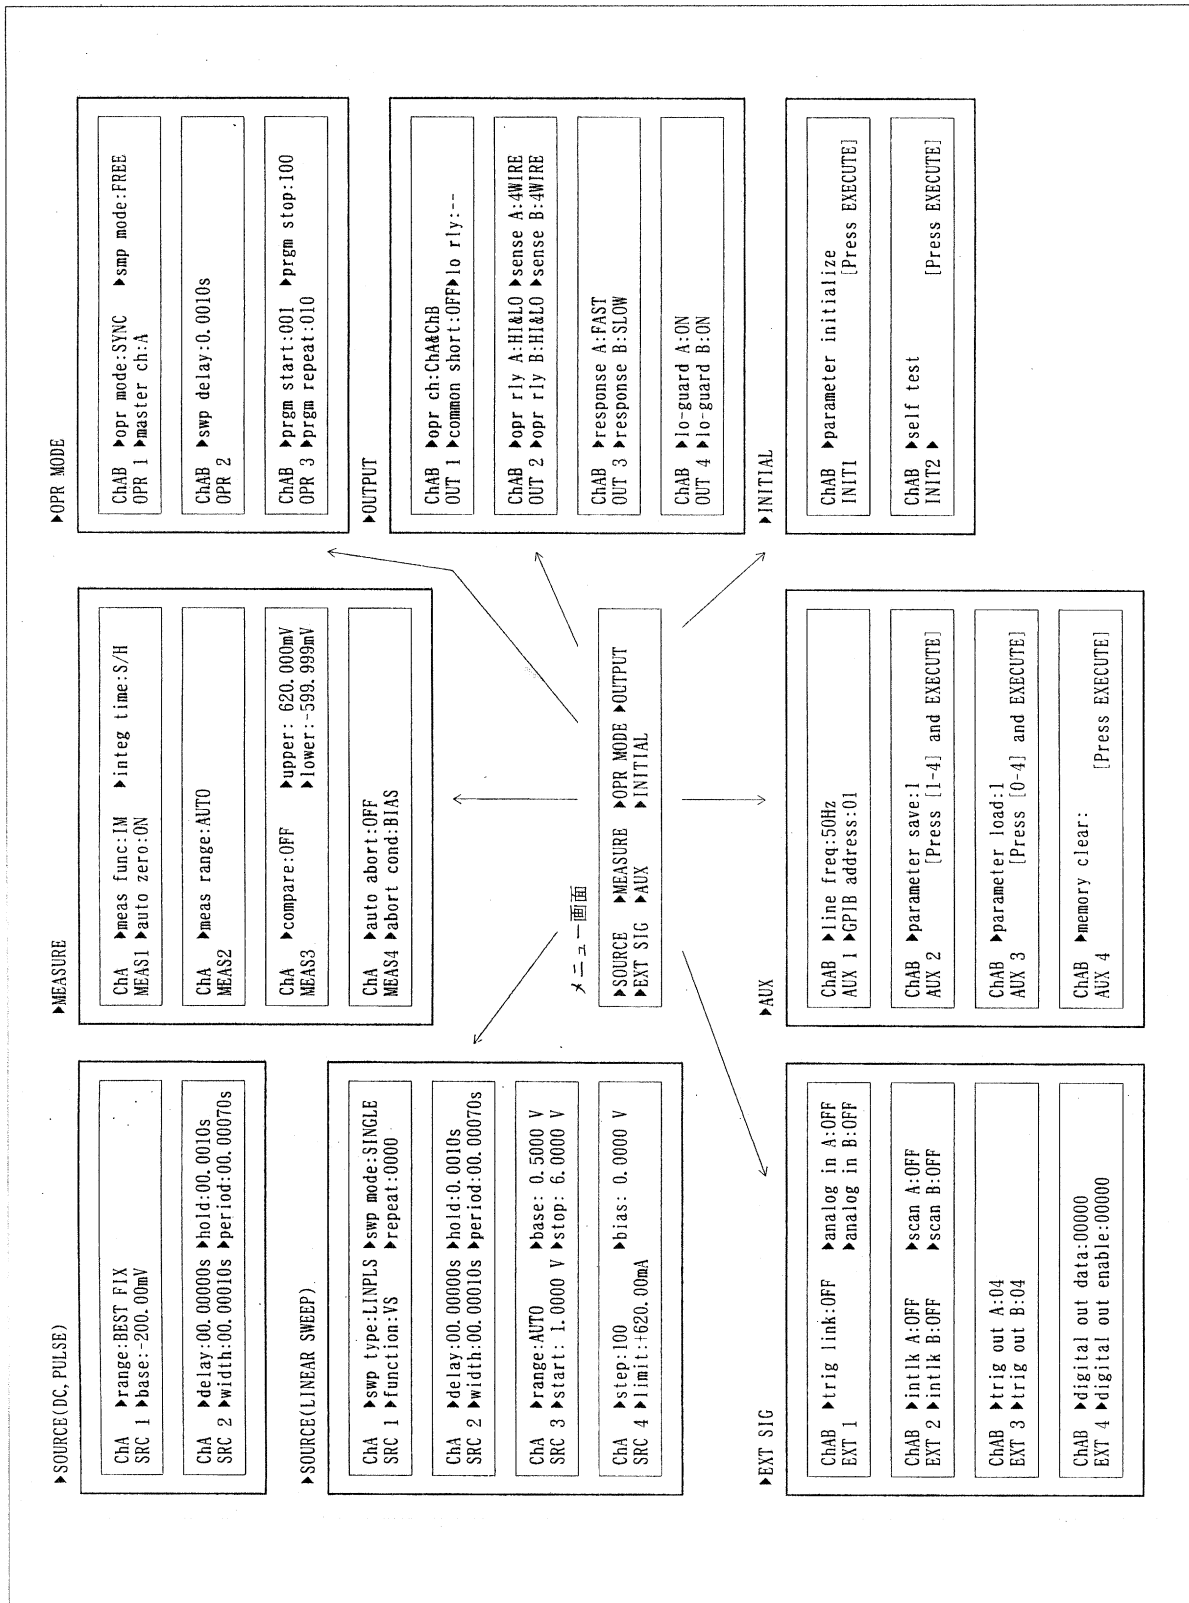 ▶SOURCE(DC, PULSE)
ChA ▶range:BEST FIX
SRC 1 ▶base:-200.00mV
ChA ▶delay:00.00000s ▶hold:00.0010s
SRC 2 ▶width:00.00010s ▶period:00.00070s
▶SOURCE(LINEAR SWEEP)
ChA ▶swp type:LINPLS ▶swp mode:SINGLE
SRC 1 ▶function:VS ▶repeat:0000
ChA ▶delay:00.00000s ▶hold:0.0010s
SRC 2 ▶width:00.00010s ▶period:00.00070s
ChA ▶range:AUTO ▶base: 0.5000 V
SRC 3 ▶start: 1.0000 V ▶stop: 6.0000 V
ChA ▶step:100 ▶bias: 0.0000 V
SRC 4 ▶limit:+620.00mA
▶MEASURE
ChA ▶meas func:IM ▶integ time:S/H
MEAS1 ▶auto zero:ON
ChA ▶meas range:AUTO
MEAS2
ChA ▶compare:OFF ▶upper: 620.000mV
MEAS3 ▶lower:-599.999mV
ChA ▶auto abort:OFF
MEAS4 ▶abort cond:BIAS
▶OPR MODE
ChAB ▶opr mode:SYNC ▶smp mode:FREE
OPR 1 ▶master ch:A
ChAB ▶swp delay:0.0010s
OPR 2
ChAB ▶prgm start:001 ▶prgm stop:100
OPR 3 ▶prgm repeat:010
▶OUTPUT
ChAB ▶opr ch:ChA&ChB
OUT 1 ▶common short:OFF▶lo rly:--
ChAB ▶opr rly A:HI&LO ▶sense A:4WIRE
OUT 2 ▶opr rly B:HI&LO ▶sense B:4WIRE
ChAB ▶response A:FAST
OUT 3 ▶response B:SLOW
ChAB ▶lo-guard A:ON
OUT 4 ▶lo-guard B:ON
メニュー画面
▶SOURCE ▶MEASURE ▶OPR MODE ▶OUTPUT
▶EXT SIG ▶AUX ▶INITIAL
▶EXT SIG
ChAB ▶trig link:OFF ▶analog in A:OFF
EXT 1 ▶analog in B:OFF
ChAB ▶intlk A:OFF ▶scan A:OFF
EXT 2 ▶intlk B:OFF ▶scan B:OFF
ChAB ▶trig out A:04
EXT 3 ▶trig out B:04
ChAB ▶digital out data:00000
EXT 4 ▶digital out enable:00000
▶AUX
ChAB ▶line freq:50Hz
AUX 1 ▶GPIB address:01
ChAB ▶parameter save:1
AUX 2 [Press [1-4] and EXECUTE]
ChAB ▶parameter load:1
AUX 3 [Press [0-4] and EXECUTE]
ChAB ▶memory clear:
AUX 4 [Press EXECUTE]
▶INITIAL
ChAB ▶parameter initialize
INIT1 [Press EXECUTE]
ChAB ▶self test
INIT2 ▶ [Press EXECUTE]